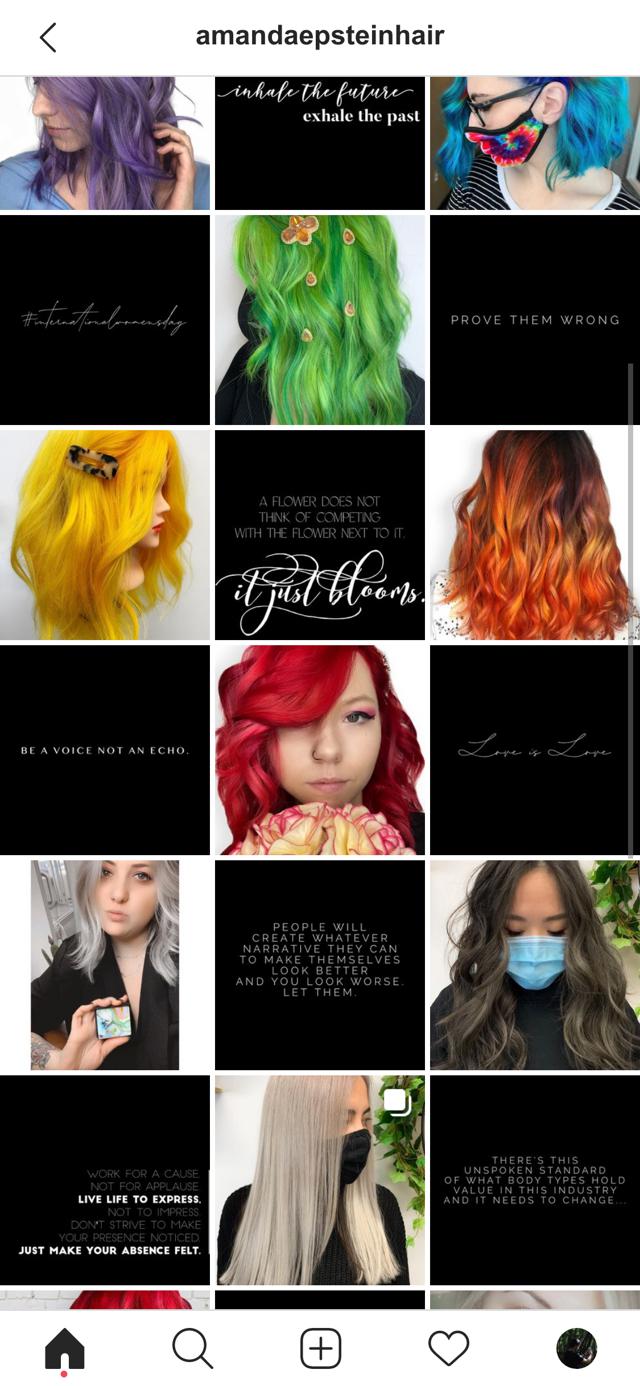 amandaepsteinhair
inhale the future
exhale the past
#internationalwomensday
PROVE THEM WRONG
A FLOWER DOES NOT
THINK OF COMPETING
WITH THE FLOWER NEXT TO IT.
it just blooms.
BE A VOICE NOT AN ECHO.
Love is Love
PEOPLE WILL
CREATE WHATEVER
NARRATIVE THEY CAN
TO MAKE THEMSELVES
LOOK BETTER
AND YOU LOOK WORSE.
LET THEM.
WORK FOR A CAUSE.
NOT FOR APPLAUSE.
LIVE LIFE TO EXPRESS,
NOT TO IMPRESS.
DON'T STRIVE TO MAKE
YOUR PRESENCE NOTICED.
JUST MAKE YOUR ABSENCE FELT.
THERE'S THIS
UNSPOKEN STANDARD
OF WHAT BODY TYPES HOLD
VALUE IN THIS INDUSTRY
AND IT NEEDS TO CHANGE...